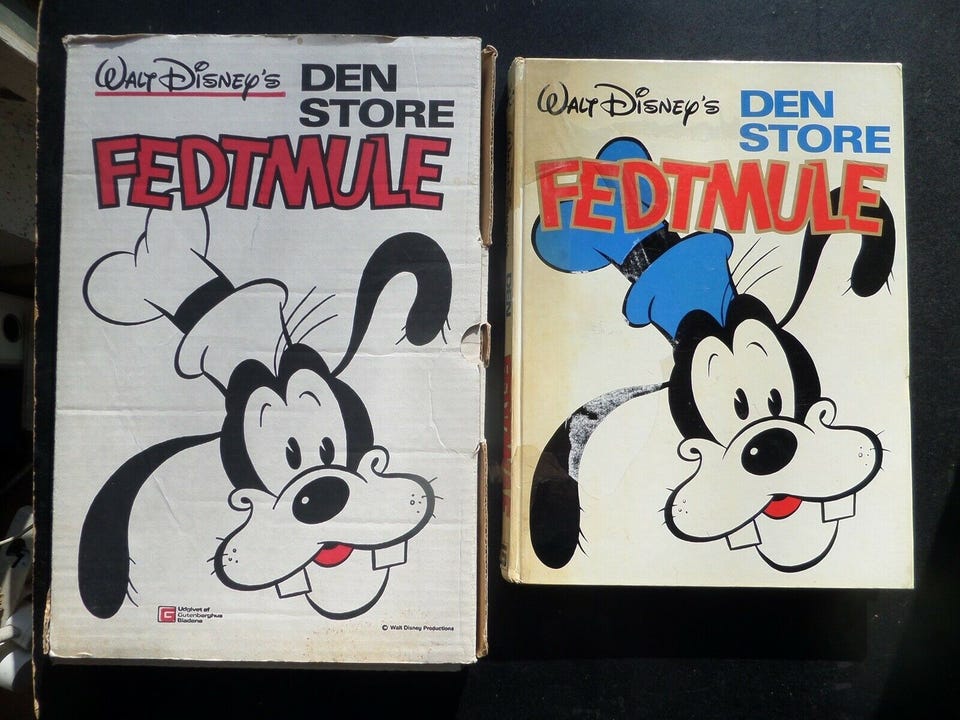 WALT DISNEY'S DEN
STORE
FEDTMULE
Udgivet af
Gutenberghus
Bladene
© Walt Disney Productions
WALT DISNEY'S DEN
STORE
FEDTMULE